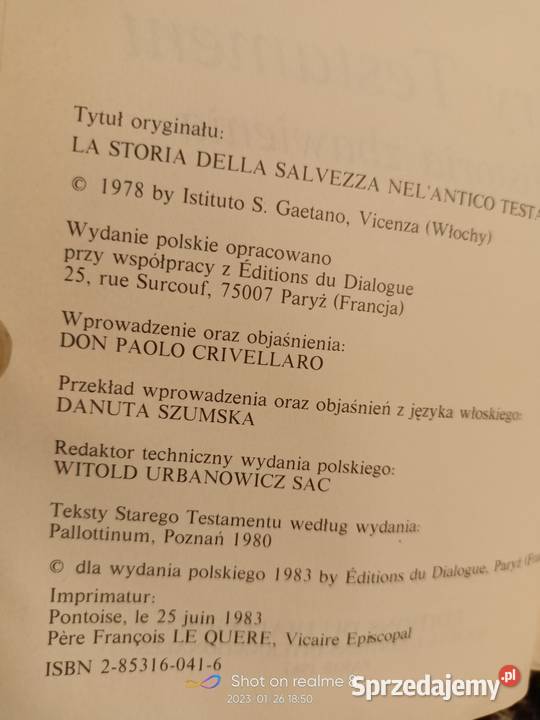 Tytuł oryginału:
LA STORIA DELLA SALVEZZA NEL'ANTICO TESTA
© 1978 by Istituto S. Gaetano, Vicenza (Włochy)
Wydanie polskie opracowano
przy współpracy z Éditions du Dialogue
25, rue Surcouf, 75007 Paryż (Francja)
Wprowadzenie oraz objaśnienia:
DON PAOLO CRIVELLARO
Przekład wprowadzenia oraz objaśnień z języka włoskiego:
DANUTA SZUMSKA
Redaktor techniczny wydania polskiego:
WITOLD URBANOWICZ SAC
Teksty Starego Testamentu według wydania:
Pallottinum, Poznań 1980
© dla wydania polskiego 1983 by Éditions du Dialogue, Paryż (Fra
Imprimatur:
Pontoise, le 25 juin 1983
Père François LE QUERE, Vicaire Episcopal
ISBN 2-85316-041-6
Shot on realme 8
2023.01.26 18:50
Sprzedajemy.pl